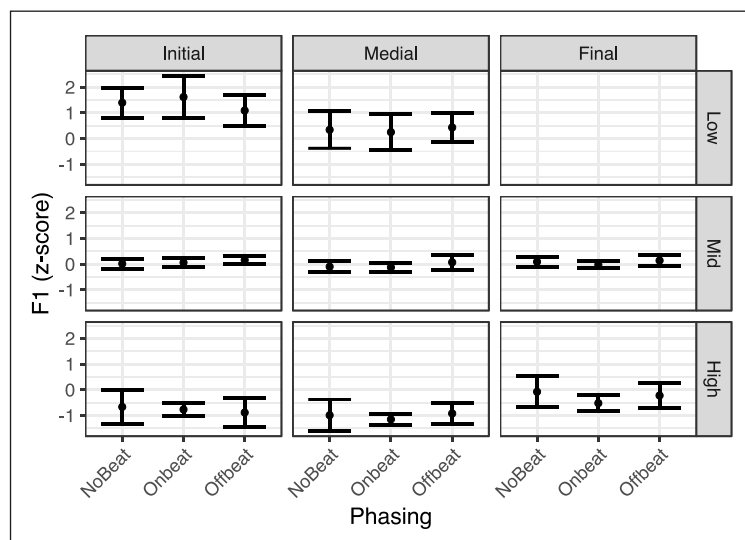 Initial Medial Final
2
1
0
-1
Low
2
1
0
-1
Mid
2
1
0
-1
High
F1 (z-score)
NoBeat Onbeat Offbeat NoBeat Onbeat Offbeat NoBeat Onbeat Offbeat
Phasing